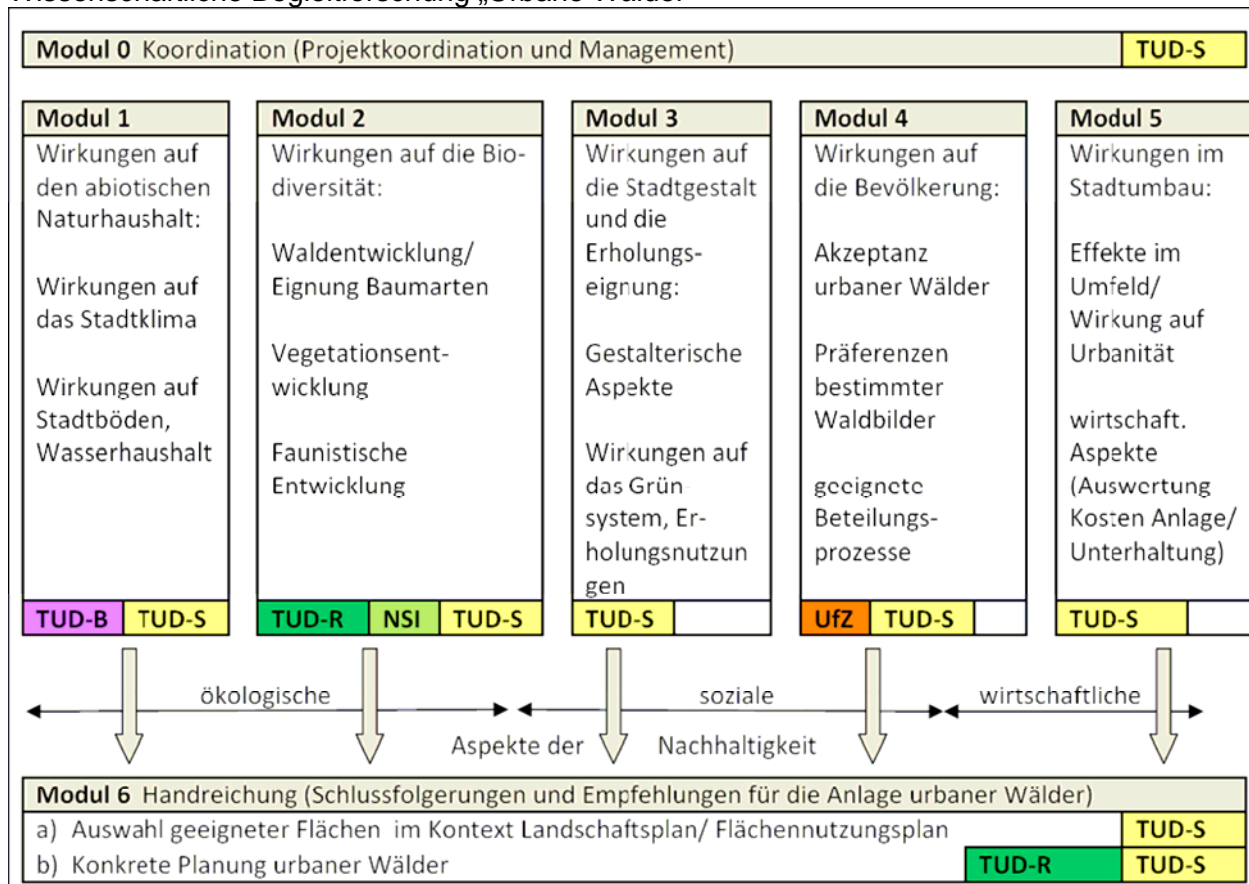 Wissenschaftliche Begleitforschung „Urbane Wälder
Modul 0 Koordination (Projektkoordination und Management)
TUD-S
Modul 1
Wirkungen auf
den abiotischen
Naturhaushalt:
Wirkungen auf
das Stadtklima
Wirkungen auf
Stadtböden,
Wasserhaushalt
TUD-B TUD-S
Modul 2
Wirkungen auf die Bio-
diversität:
Waldentwicklung/
Eignung Baumarten
Vegetationsent-
wicklung
Faunistische
Entwicklung
TUD-R NSI TUD-S
Modul 3
Wirkungen auf
die Stadtgestalt
und die
Erholungs-
eignung:
Gestalterische
Aspekte
Wirkungen auf
das Grün
system, Er-
holungsnutzun
gen
TUD-S
Modul 4
Wirkungen auf
die Bevölkerung:
Akzeptanz
urbaner Wälder
Präferenzen
bestimmter
Waldbilder
geeignete
Beteilungs-
prozesse
UfZ TUD-S
Modul 5
Wirkungen im
Stadtumbau:
Effekte im
Umfeld/
Wirkung auf
Urbanität
wirtschaft.
Aspekte
(Auswertung
Kosten Anlage/
Unterhaltung)
TUD-S
ökologische soziale wirtschaftliche
Aspekte der Nachhaltigkeit
Modul 6 Handreichung (Schlussfolgerungen und Empfehlungen für die Anlage urbaner Wälder)
a) Auswahl geeigneter Flächen im Kontext Landschaftsplan/ Flächennutzungsplan TUD-S
b) Konkrete Planung urbaner Wälder TUD-R TUD-S